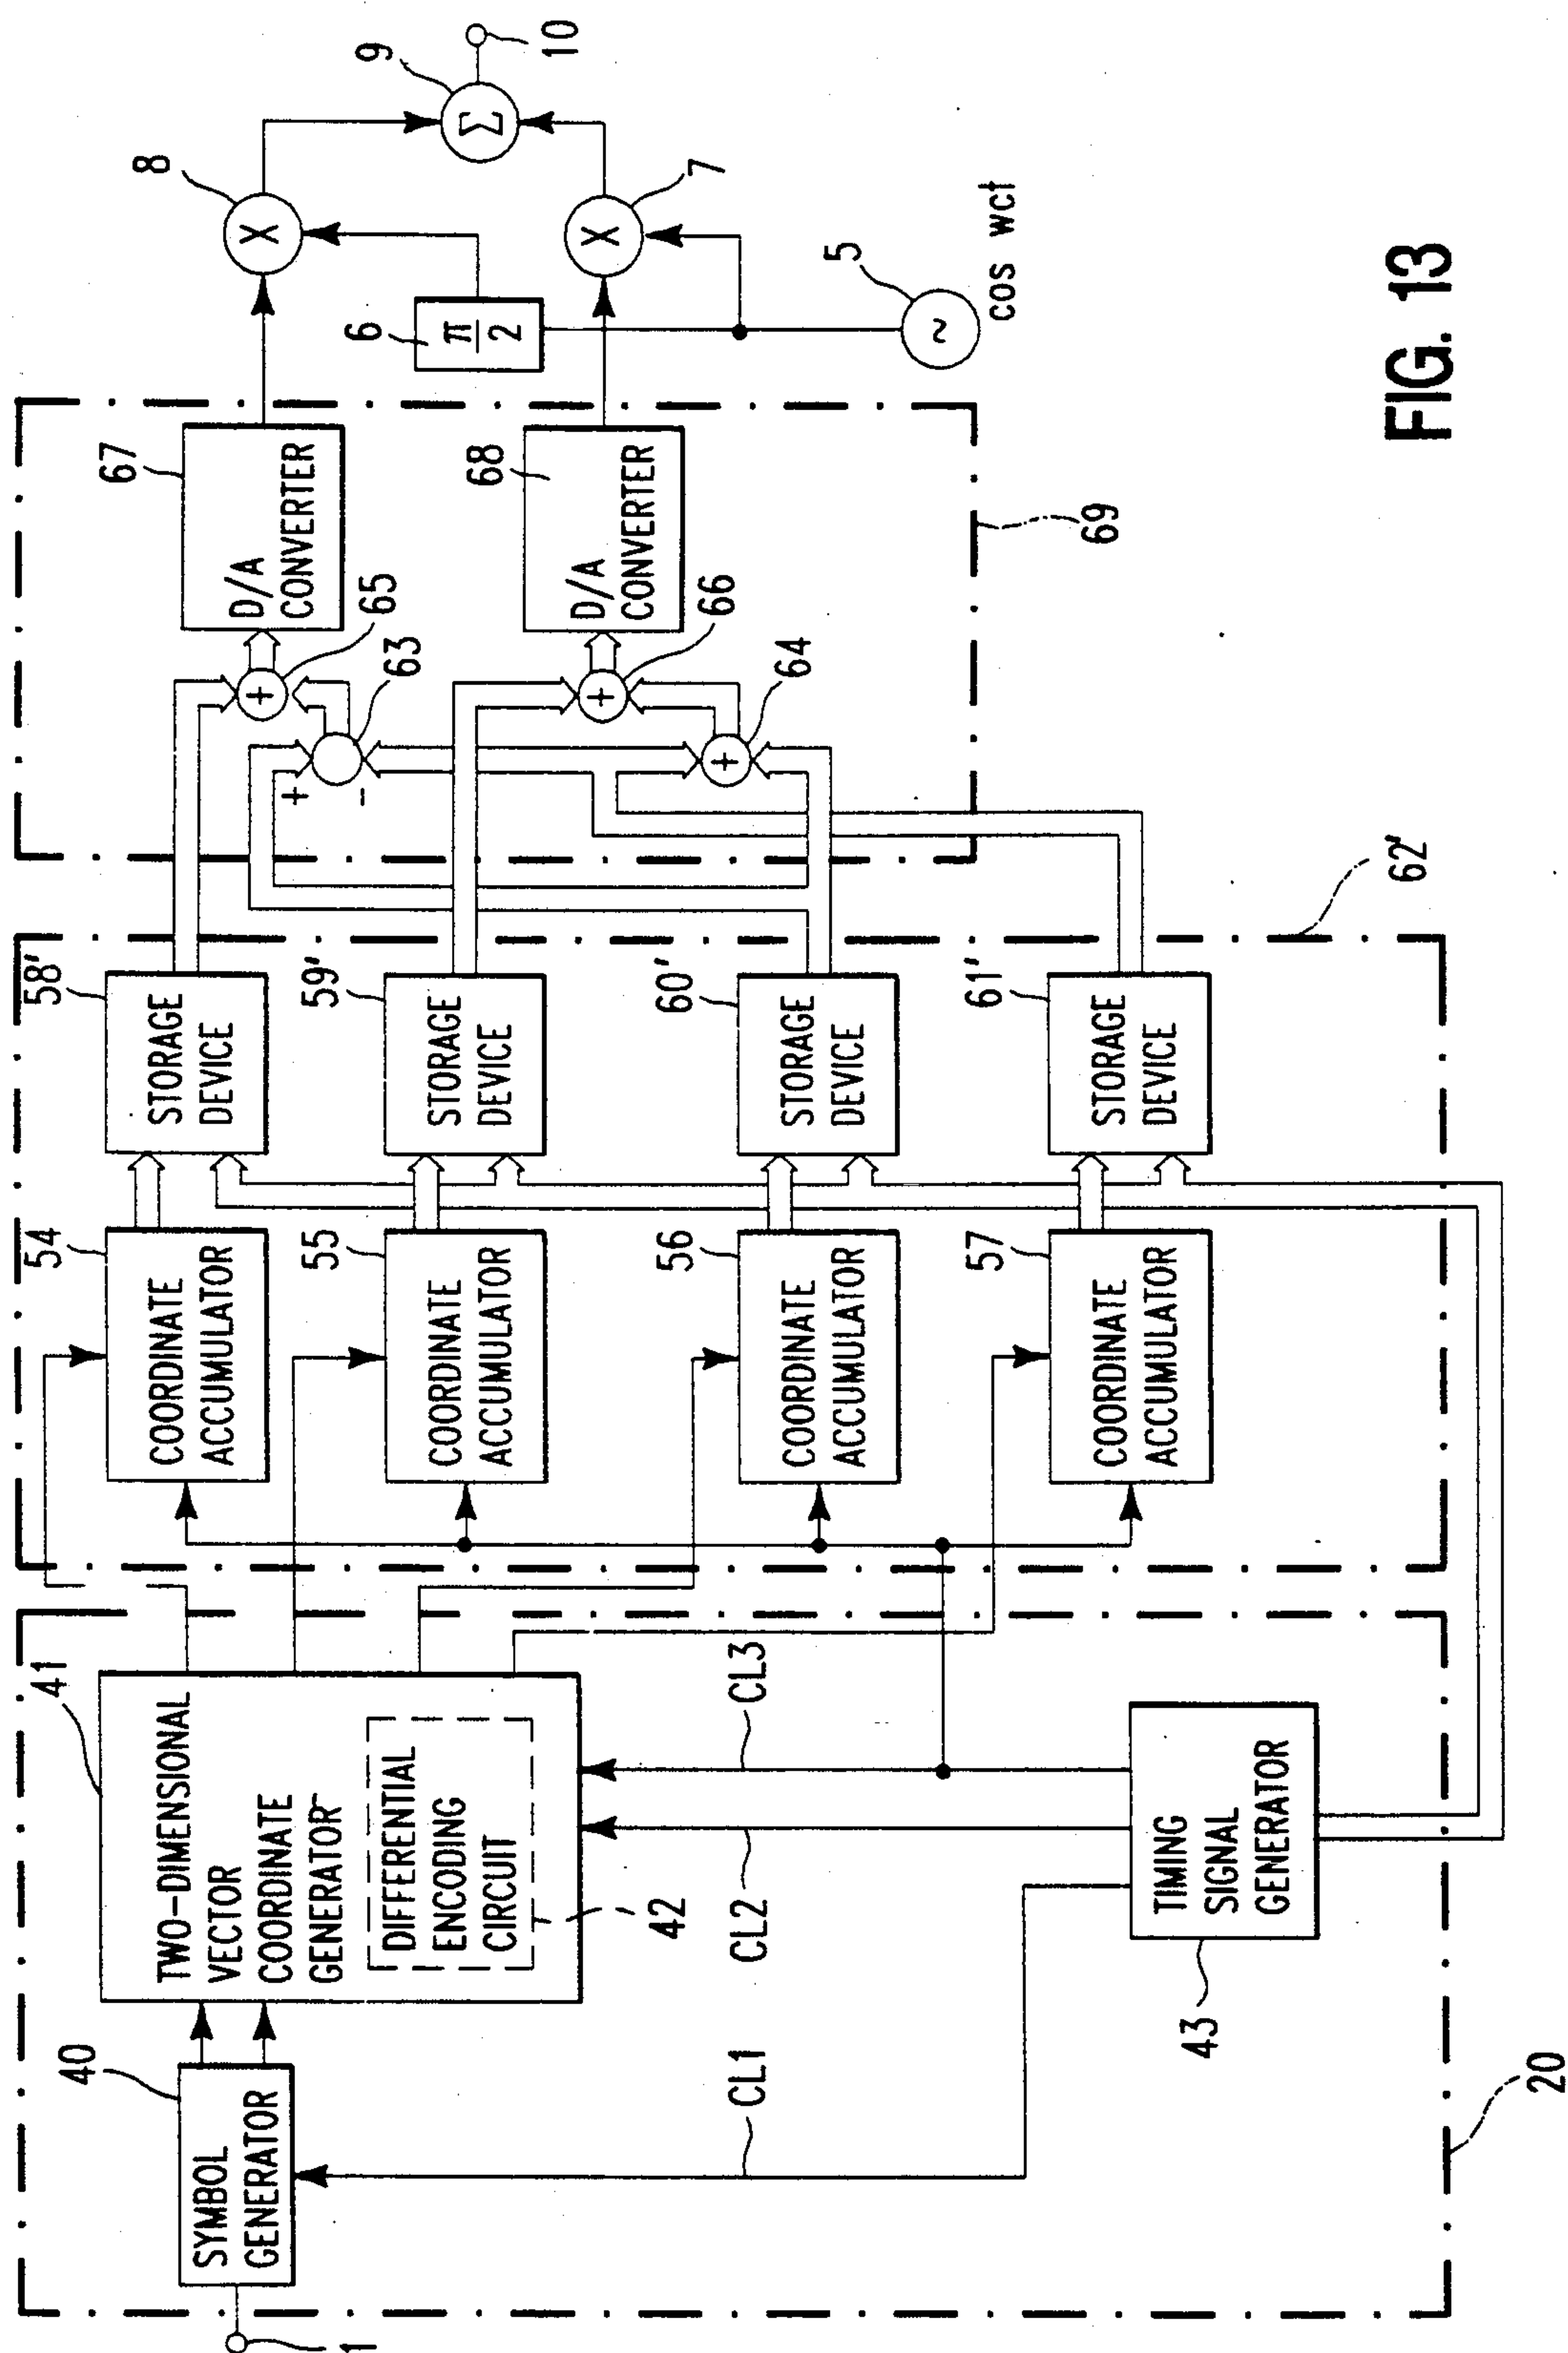 1
40
SYMBOL
GENERATOR
41
TWO-DIMENSIONAL
VECTOR
COORDINATE
GENERATOR
DIFFERENTIAL
ENCODING
CIRCUIT
42
CL1
CL2
CL3
TIMING
SIGNAL
GENERATOR
43
20
54
COORDINATE
ACCUMULATOR
55
COORDINATE
ACCUMULATOR
56
COORDINATE
ACCUMULATOR
57
COORDINATE
ACCUMULATOR
58'
STORAGE
DEVICE
59'
STORAGE
DEVICE
60'
STORAGE
DEVICE
61'
STORAGE
DEVICE
62'
+
-
63
+
64
+
65
+
66
67
D/A
CONVERTER
68
D/A
CONVERTER
69
6
π
2
5
~
cos wct
8
X
7
X
9
Σ
10
FIG. 13